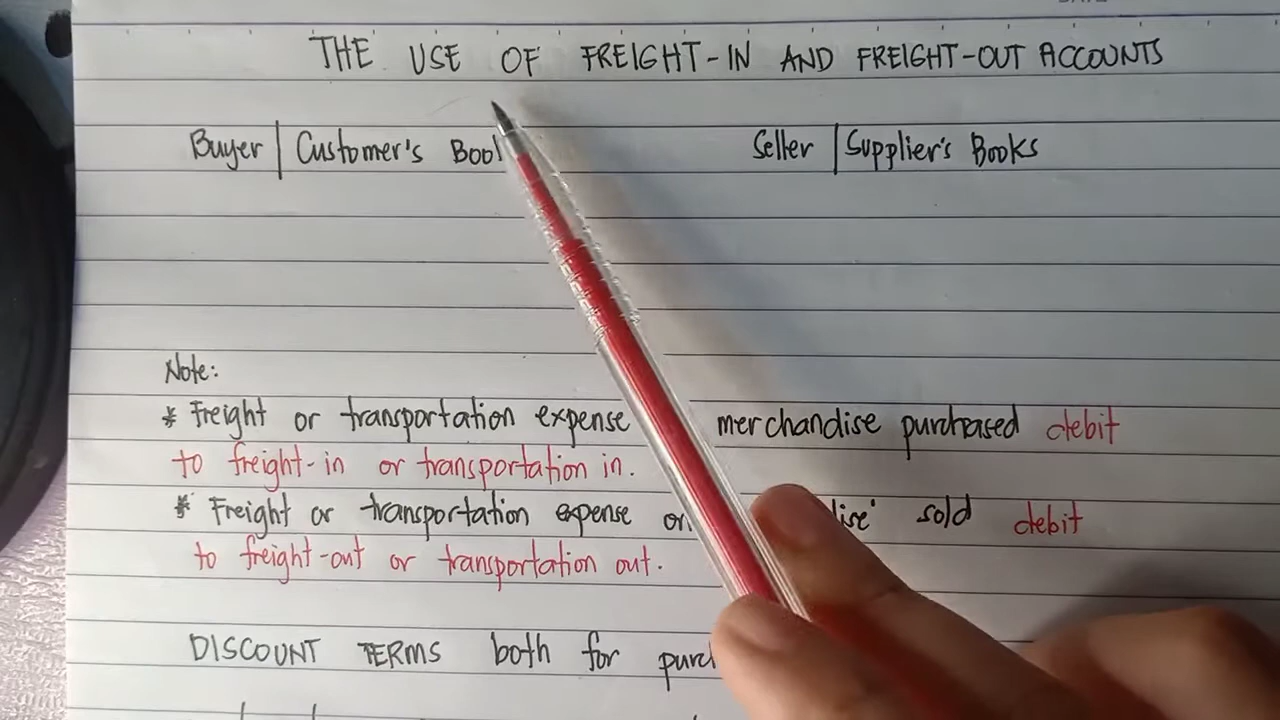 THE USE OF FREIGHT-IN AND FREIGHT-OUT ACCOUNTS
Buyer | Customer's Seller | Supplier's Books
Note:
* Freight or transportation expense merchandise purchased debit
to freight-in or transportation in.
* Freight or transportation expense sold debit
to freight-out or transportation out.
DISCOUNT TERMS both for